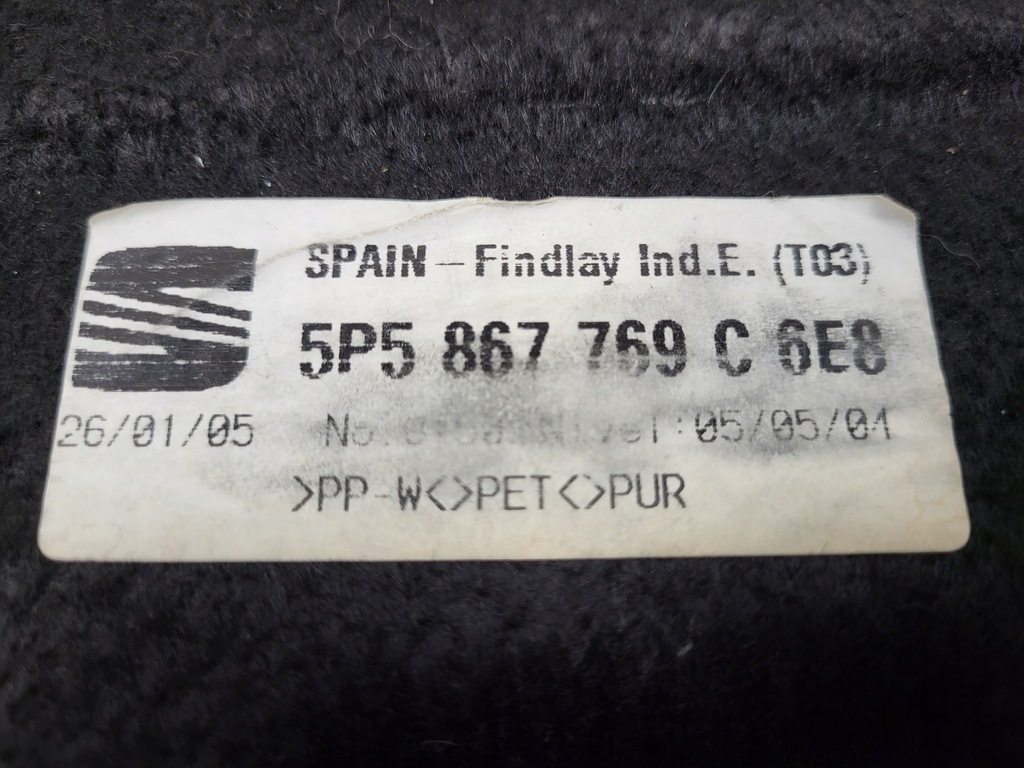 SPAIN - Findlay Ind.E. (T03)
5P5 867 769 C 6E8
26/01/05 :05/05/04
>PP-W<>PET<>PUR